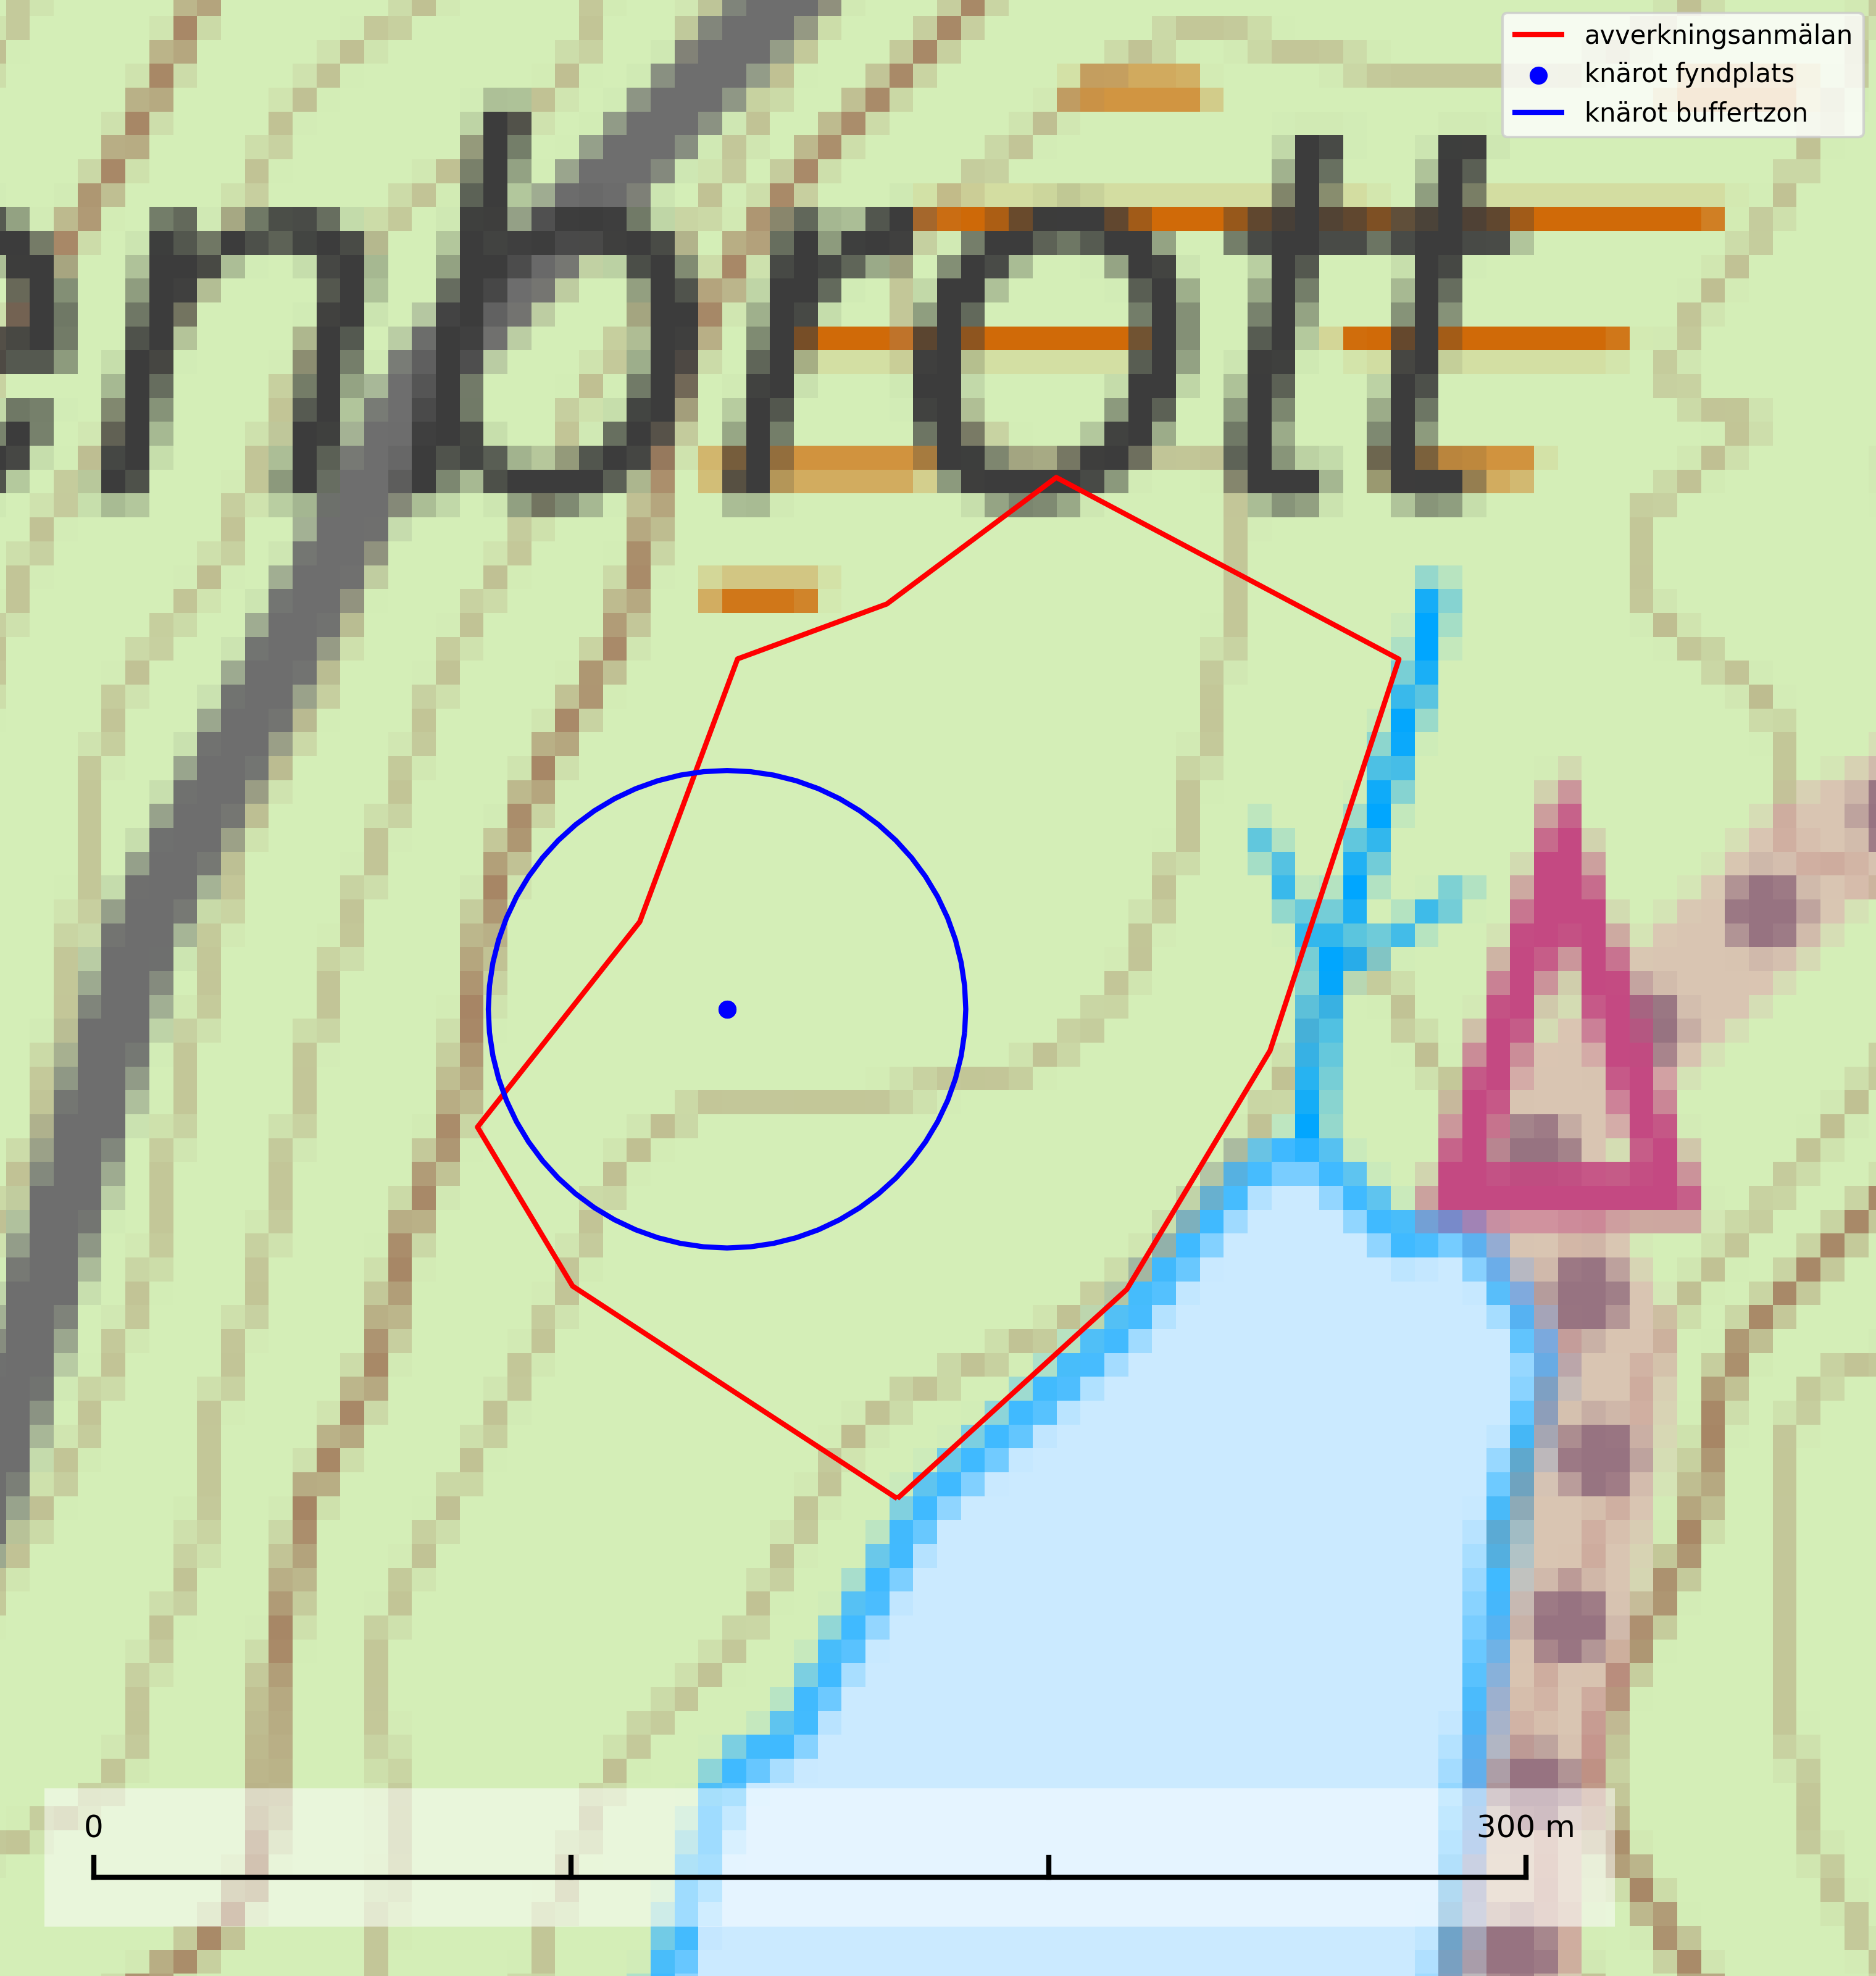 avverkningsanmälan
knärot fyndplats
knärot buffertzon
0
300 m